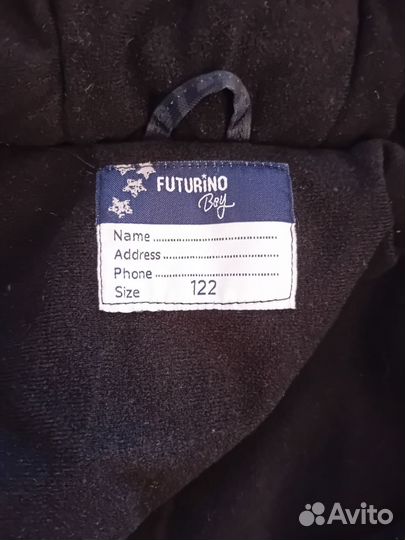 FUTURINO
Boy
Name..............................
Address..........................
Phone............................
Size 122
Avito